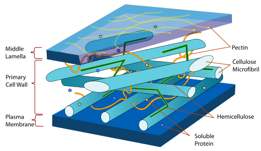 Middle
Lamella
Primary
Cell Wall
Plasma
Membrane
Pectin
Cellulose
Microfibril
Hemicellulose
Soluble
Protein